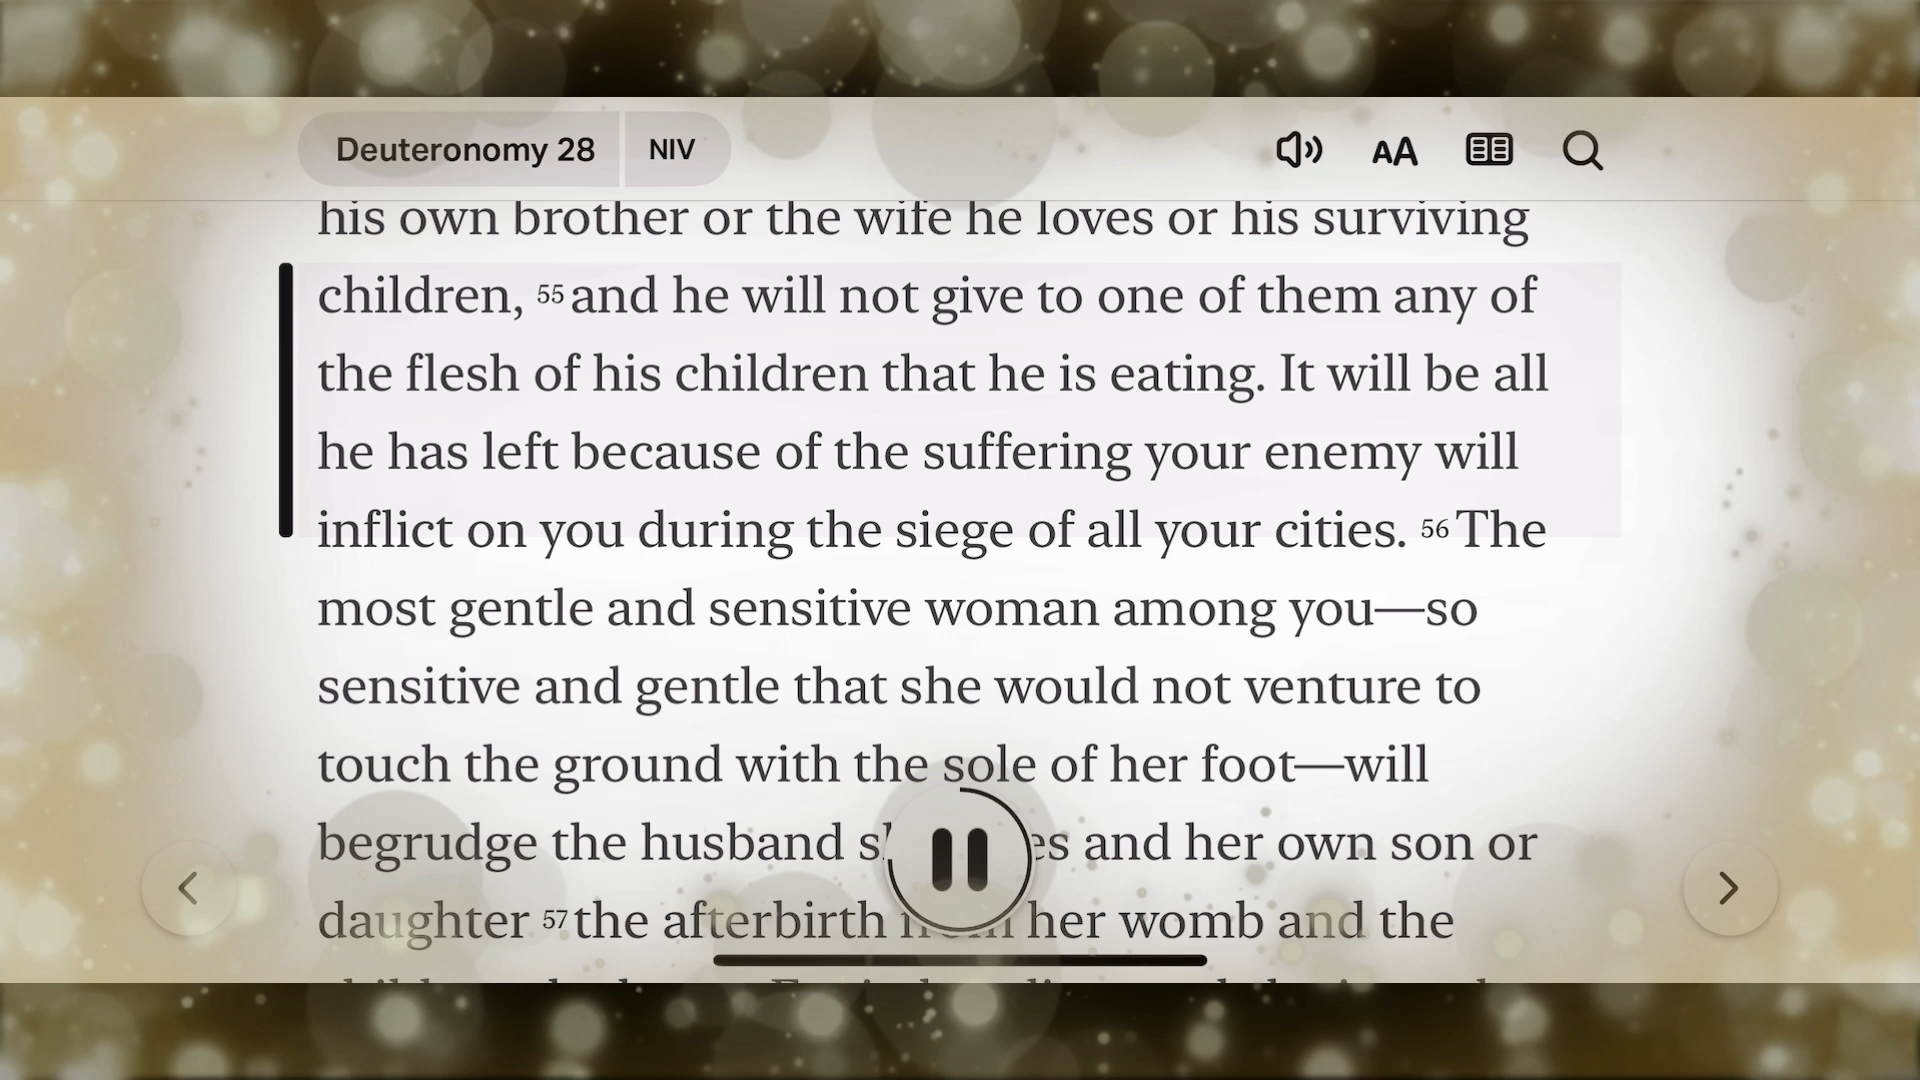 Deuteronomy 28 NIV AA
his own brother or the wife he loves or his surviving
children, 55 and he will not give to one of them any of
the flesh of his children that he is eating. It will be all
he has left because of the suffering your enemy will
inflict on you during the siege of all your cities. 56 The
most gentle and sensitive woman among you—so
sensitive and gentle that she would not venture to
touch the ground with the sole of her foot—will
begrudge the husband and her own son or
daughter 57 the afterbirth her womb and the